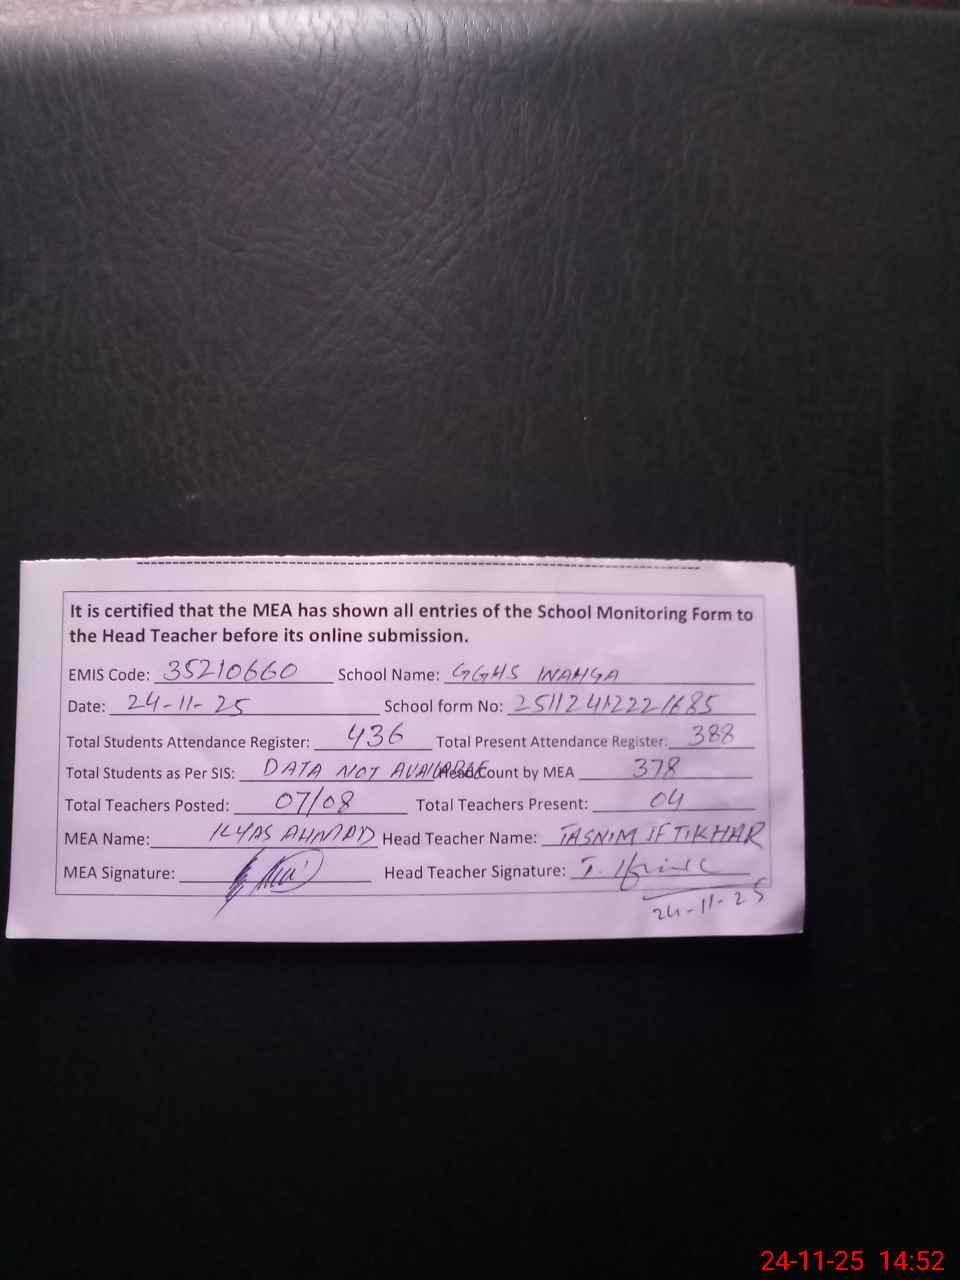 It is certified that the MEA has shown all entries of the School Monitoring Form to
the Head Teacher before its online submission.
EMIS Code: 35210660 School Name: GGHS WAHGA
Date: 24-11-25 School form No:
Total Students Attendance Register: 436 Total Present Attendance Register: 388
Total Students as Per SIS: DATA NOT AVAILABLE Head Count by MEA 378
Total Teachers Posted: 07/08 Total Teachers Present: 04
MEA Name: ILYAS AHMAD Head Teacher Name: TASNIM IFTIKHAR
MEA Signature: Head Teacher Signature:
24-11-25
24-11-25 14:52